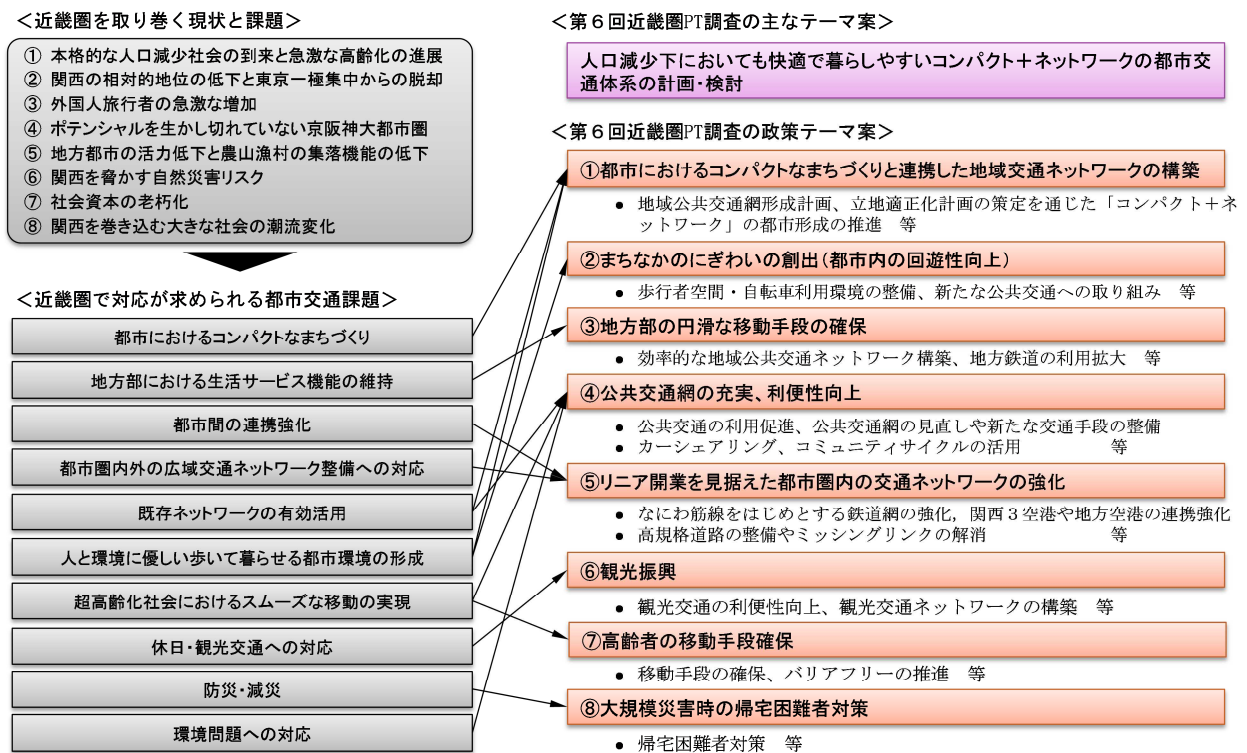 ＜近畿圏を取り巻く現状と課題＞
① 本格的な人口減少社会の到来と急激な高齢化の進展
② 関西の相対的地位の低下と東京一極集中からの脱却
③ 外国人旅行者の急激な増加
④ ポテンシャルを生かし切れていない京阪神大都市圏
⑤ 地方都市の活力低下と農山漁村の集落機能の低下
⑥ 関西を脅かす自然災害リスク
⑦ 社会資本の老朽化
⑧ 関西を巻き込む大きな社会の潮流変化
＜近畿圏で対応が求められる都市交通課題＞
都市におけるコンパクトなまちづくり
地方部における生活サービス機能の維持
都市間の連携強化
都市圏内外の広域交通ネットワーク整備への対応
既存ネットワークの有効活用
人と環境に優しい歩いて暮らせる都市環境の形成
超高齢化社会におけるスムーズな移動の実現
休日・観光交通への対応
防災・減災
環境問題への対応
＜第６回近畿圏PT調査の主なテーマ案＞
人口減少下においても快適で暮らしやすいコンパクト＋ネットワークの都市交
通体系の計画・検討
＜第６回近畿圏PT調査の政策テーマ案＞
①都市におけるコンパクトなまちづくりと連携した地域交通ネットワークの構築
● 地域公共交通網形成計画、立地適正化計画の策定を通じた「コンパクト＋ネ
ットワーク」の都市形成の推進 等
②まちなかのにぎわいの創出（都市内の回遊性向上）
● 歩行者空間・自転車利用環境の整備、新たな公共交通への取り組み 等
③地方部の円滑な移動手段の確保
● 効率的な地域公共交通ネットワーク構築、地方鉄道の利用拡大 等
④公共交通網の充実、利便性向上
● 公共交通の利用促進、公共交通網の見直しや新たな交通手段の整備
● カーシェアリング、コミュニティサイクルの活用 等
⑤リニア開業を見据えた都市圏内の交通ネットワークの強化
● なにわ筋線をはじめとする鉄道網の強化，関西３空港や地方空港の連携強化
● 高規格道路の整備やミッシングリンクの解消 等
⑥観光振興
● 観光交通の利便性向上、観光交通ネットワークの構築 等
⑦高齢者の移動手段確保
● 移動手段の確保、バリアフリーの推進 等
⑧大規模災害時の帰宅困難者対策
● 帰宅困難者対策 等